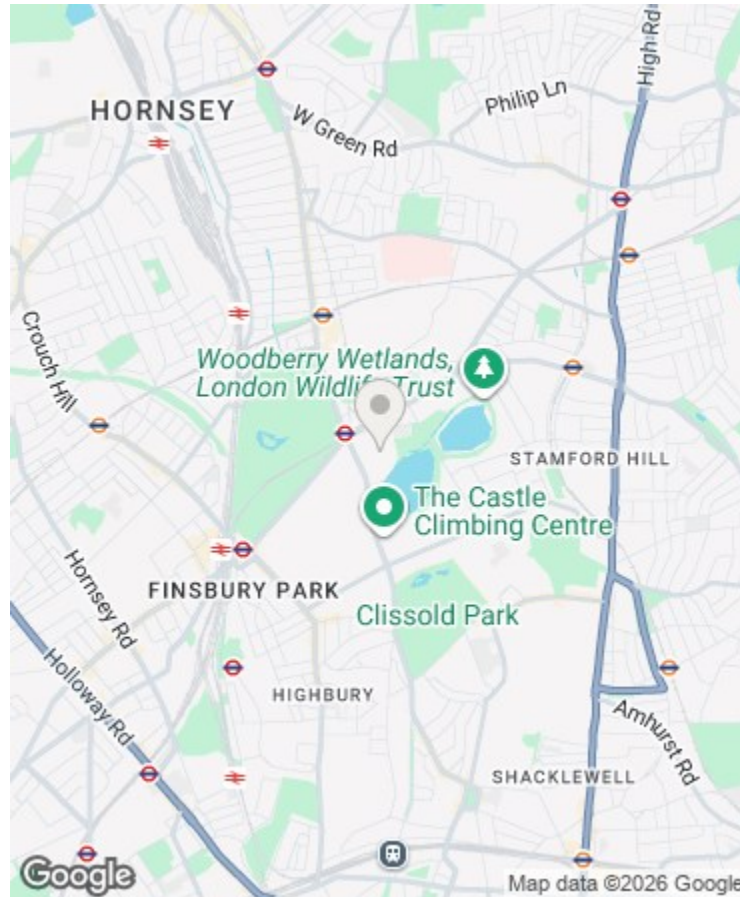 High Rd
HORNSEY
Philip Ln
W Green Rd
Crouch Hill
Woodberry Wetlands,
London Wildlife Trust
STAMFORD HILL
The Castle
Climbing Centre
Hornsey Rd
FINSBURY PARK
Clissold Park
Holloway Rd
HIGHBURY
Amhurst Rd
SHACKLEWELL
Google
Map data ©2026 Google